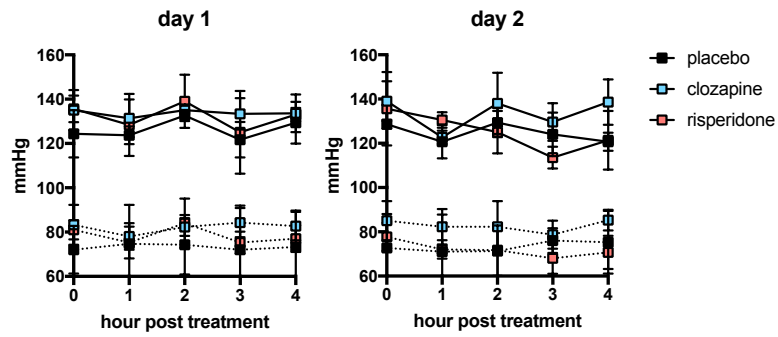 day 1
160
140
120
100
80
60
mmHg
0 1 2 3 4
hour post treatment
day 2
160
140
120
100
80
60
mmHg
0 1 2 3 4
hour post treatment
placebo
clozapine
risperidone